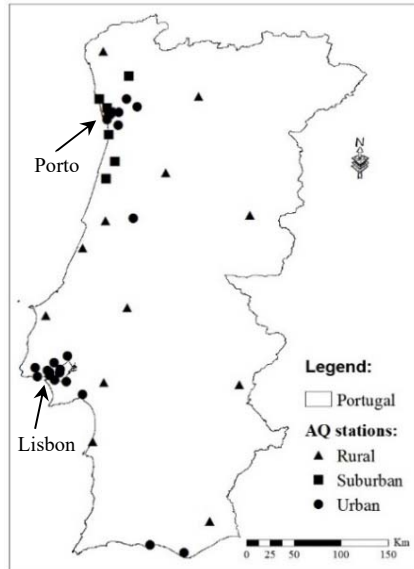 Porto
N
Lisbon
Legend:
Portugal
AQ stations:
Rural
Suburban
Urban
Km
0 25 50 100 150